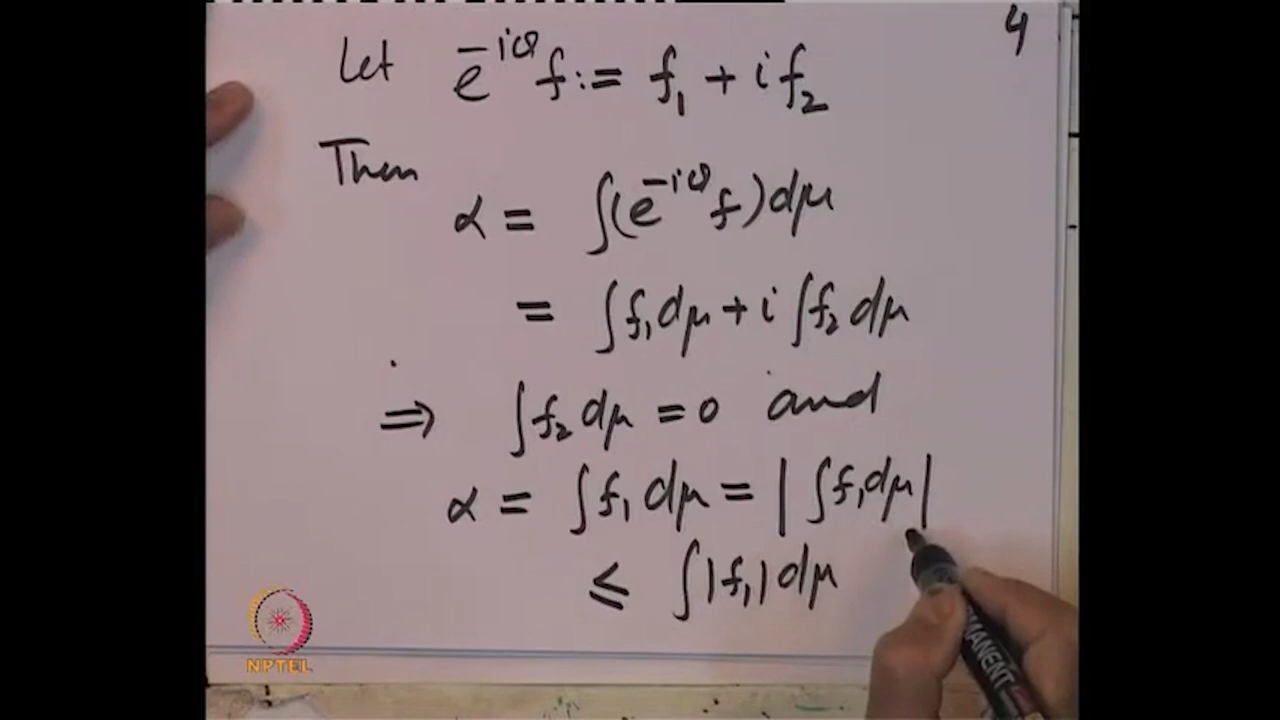 4
Let e^{-iθ} f := f₁ + i f₂
Then
α = ∫(e^{-iθ} f) dμ
= ∫f₁ dμ + i ∫f₂ dμ
⇒ ∫f₂ dμ = 0 and
α = ∫f₁ dμ = |∫f₁ dμ|
≤ ∫|f₁| dμ
NPTEL
MANENT